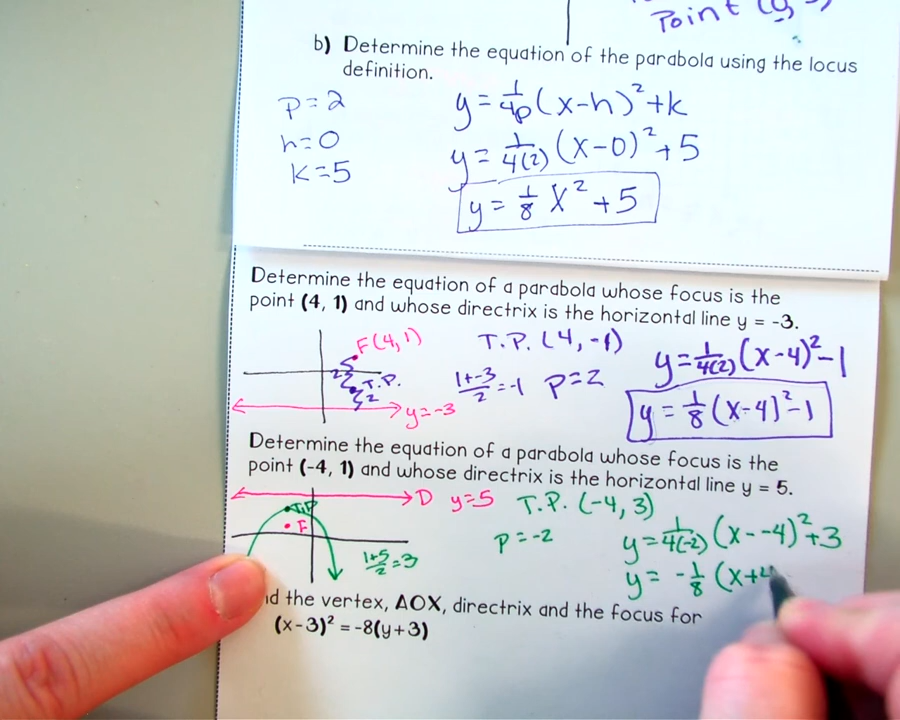 Point (0, 5)
b) Determine the equation of the parabola using the locus
definition.
p = 2
h = 0
k = 5
y = 1/4p (x-h)² + k
y = 1/4(2) (x-0)² + 5
y = 1/8 x² + 5
Determine the equation of a parabola whose focus is the
point (4, 1) and whose directrix is the horizontal line y = -3.
F(4,1)
2
T.P.
2
y=-3
T.P. (4,-1)
1+-3/2 = -1
p=2
y = 1/4(2) (x-4)² - 1
y = 1/8 (x-4)² - 1
Determine the equation of a parabola whose focus is the
point (-4, 1) and whose directrix is the horizontal line y = 5.
D y=5
T.P.
F
1+5/2 = 3
T.P. (-4, 3)
p = -2
y = 1/4(-2) (x--4)² + 3
y = -1/8 (x+4
d the vertex, AOX, directrix and the focus for
(x-3)² = -8(y+3)